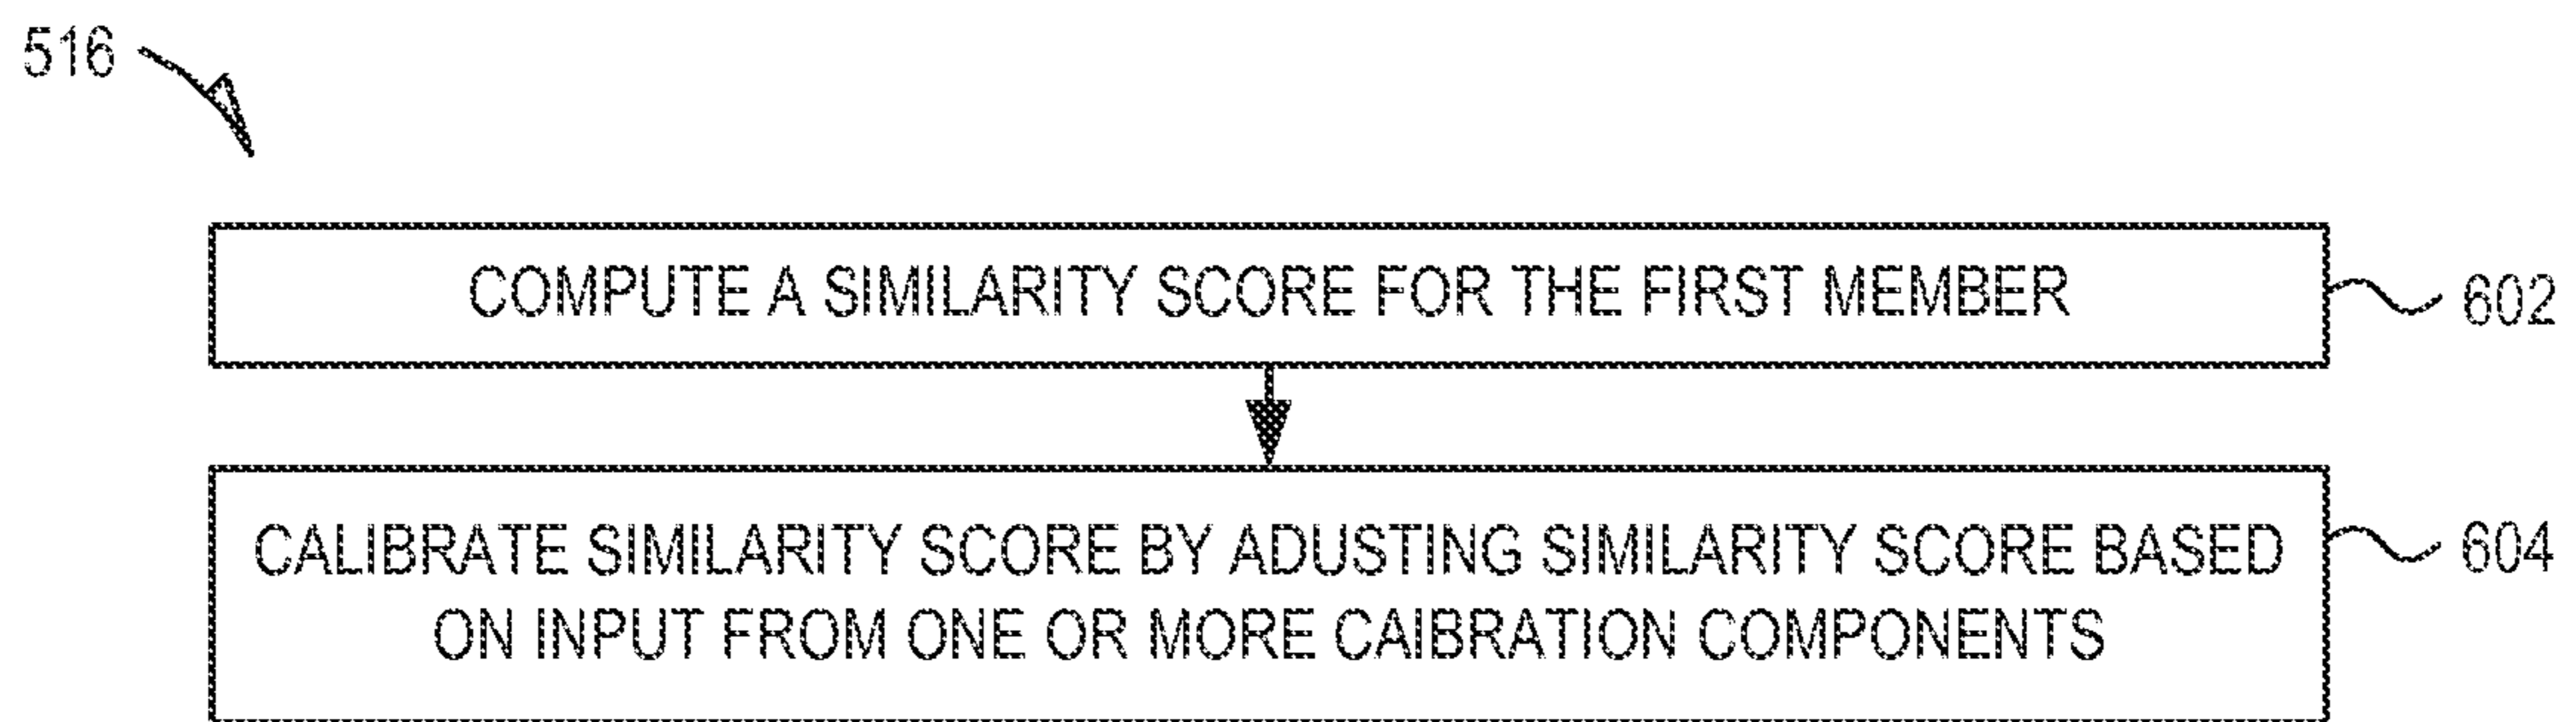 516
COMPUTE A SIMILARITY SCORE FOR THE FIRST MEMBER
602
CALIBRATE SIMILARITY SCORE BY ADUSTING SIMILARITY SCORE BASED
ON INPUT FROM ONE OR MORE CAIBRATION COMPONENTS
604